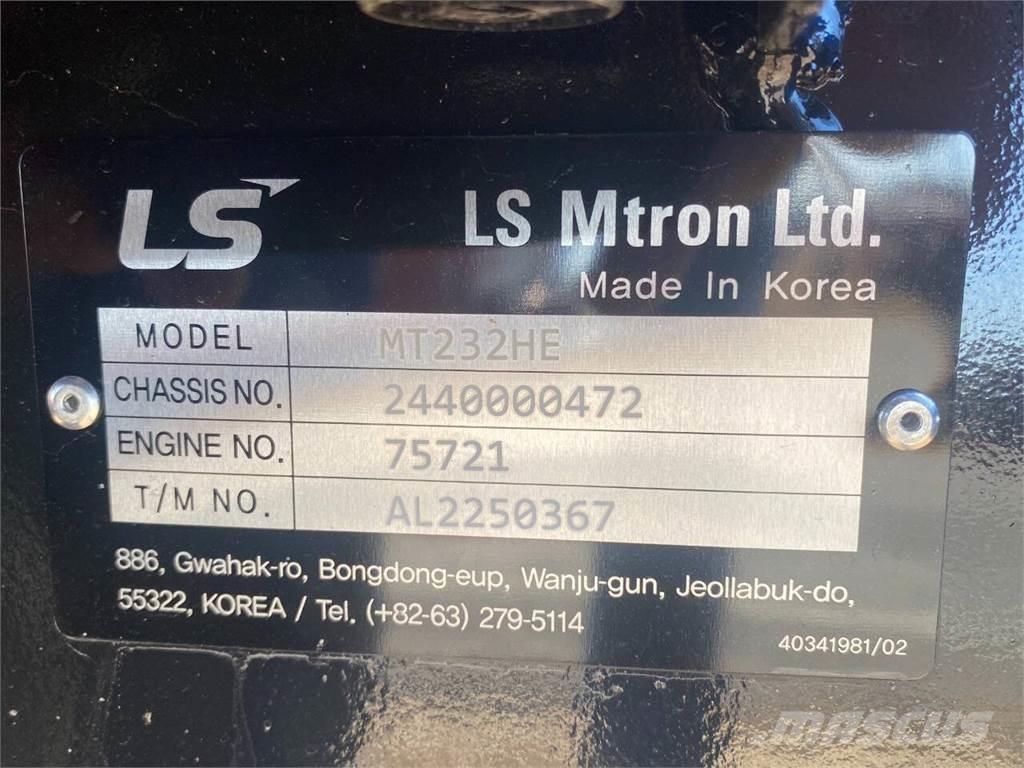 LS LS Mtron Ltd.
Made In Korea
MODEL MT232HE
CHASSIS NO. 2440000472
ENGINE NO. 75721
T/M NO. AL2250367
886, Gwahak-ro, Bongdong-eup, Wanju-gun, Jeollabuk-do,
55322, KOREA / Tel. (+82-63) 279-5114
40341981/02
mascus